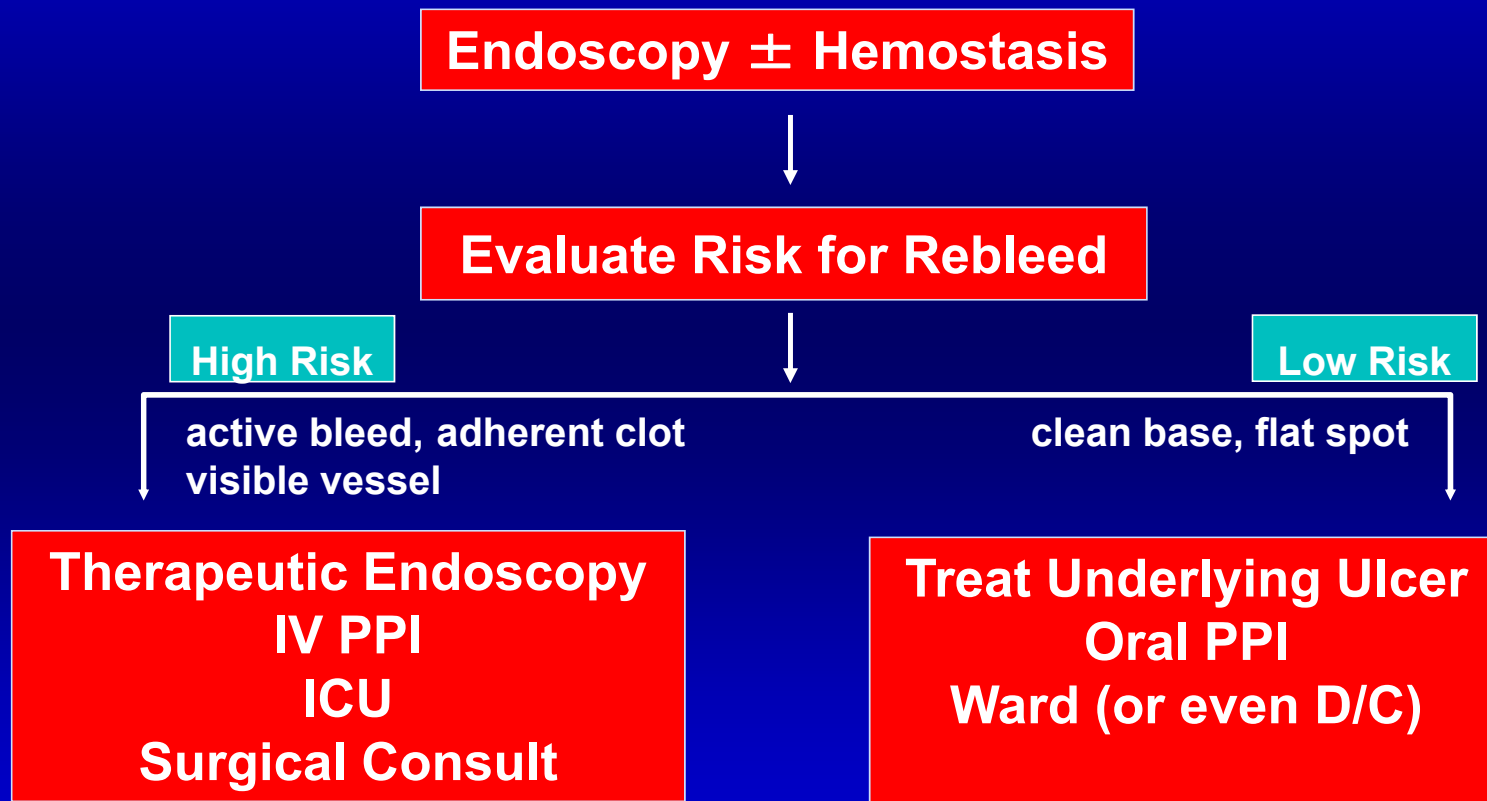 Endoscopy ± Hemostasis
Evaluate Risk for Rebleed
High Risk
Low Risk
active bleed, adherent clot
visible vessel
clean base, flat spot
Therapeutic Endoscopy
IV PPI
ICU
Surgical Consult
Treat Underlying Ulcer
Oral PPI
Ward (or even D/C)